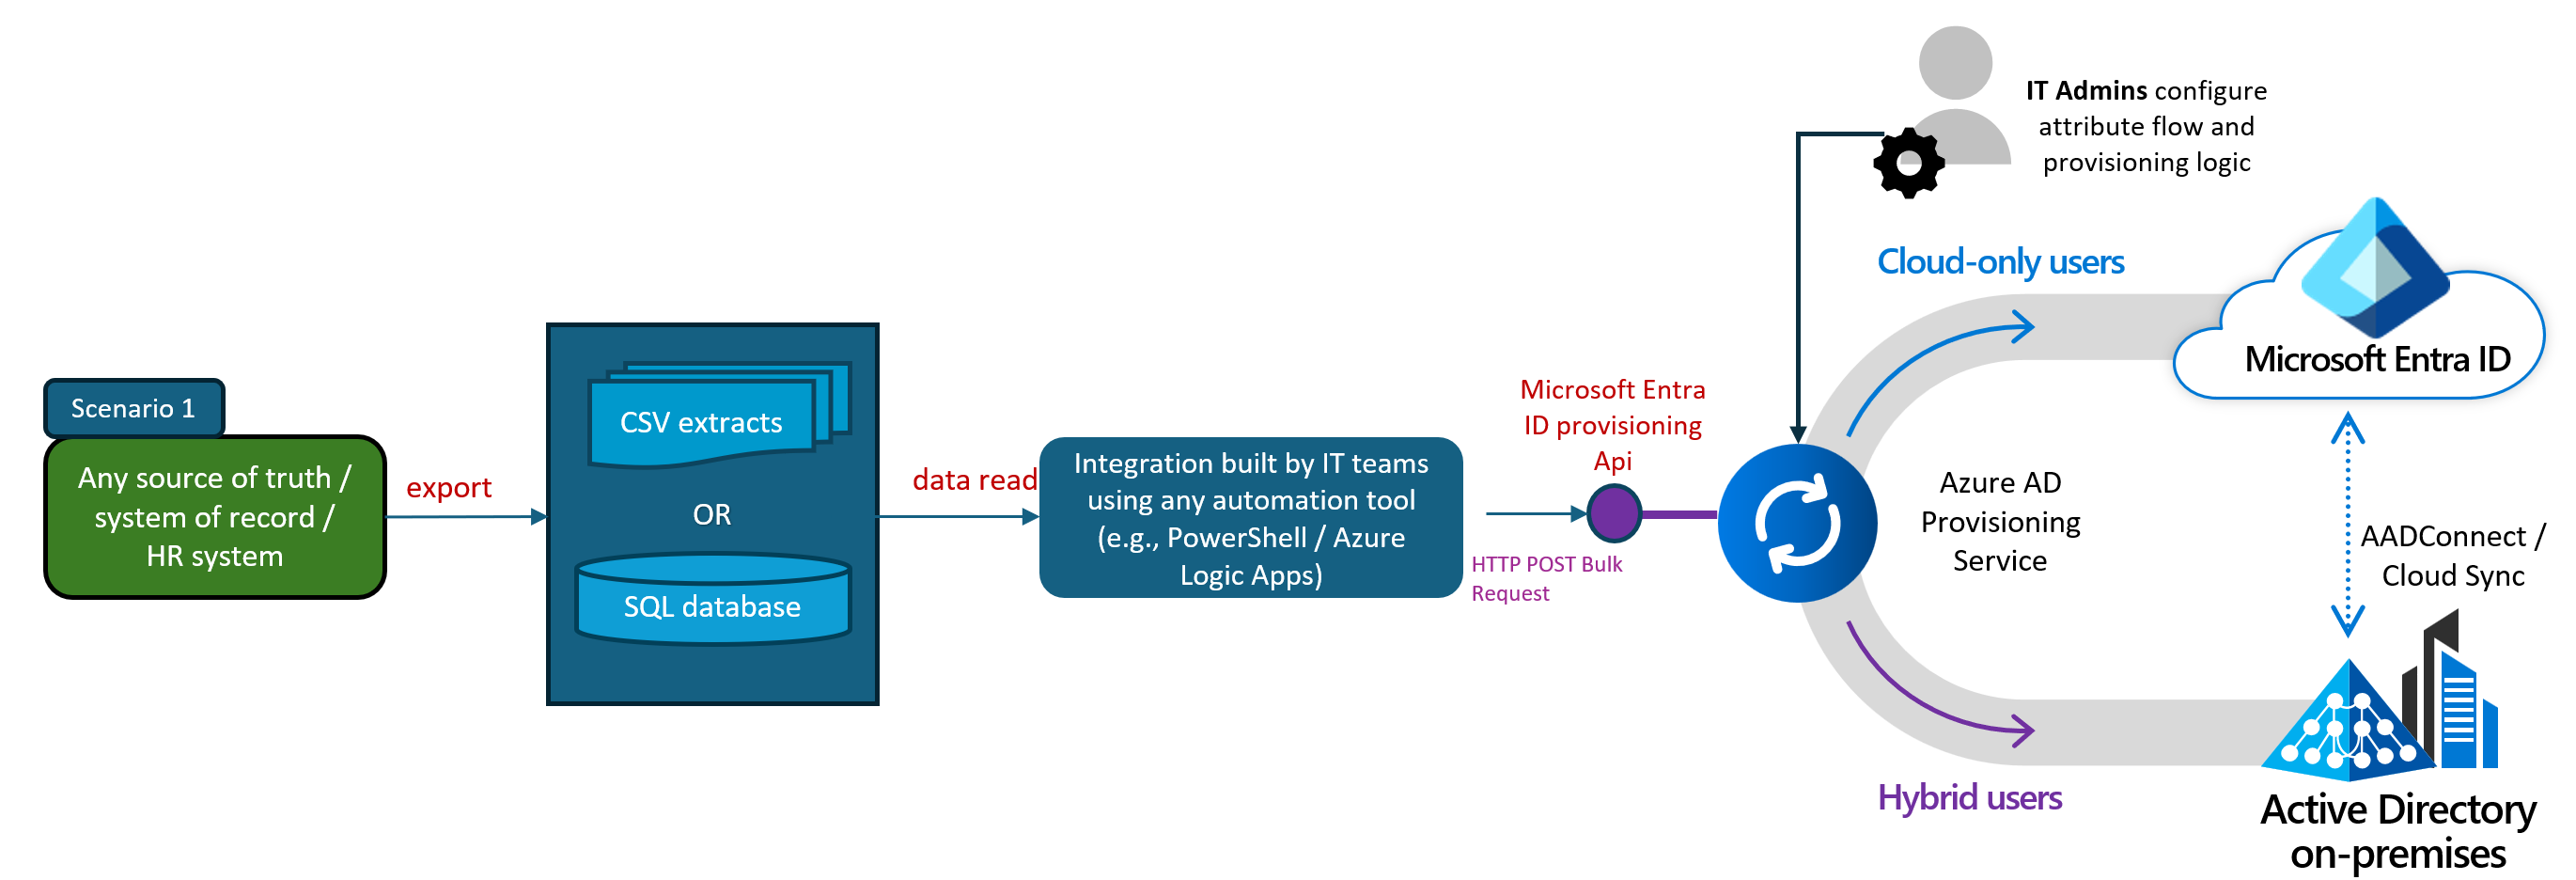 Scenario 1
Any source of truth /
system of record /
HR system
export
CSV extracts
OR
SQL database
data read
Integration built by IT teams
using any automation tool
(e.g., PowerShell / Azure
Logic Apps)
HTTP POST Bulk
Request
Microsoft Entra
ID provisioning
Api
IT Admins configure
attribute flow and
provisioning logic
Cloud-only users
Azure AD
Provisioning
Service
Hybrid users
Microsoft Entra ID
AADConnect /
Cloud Sync
Active Directory
on-premises